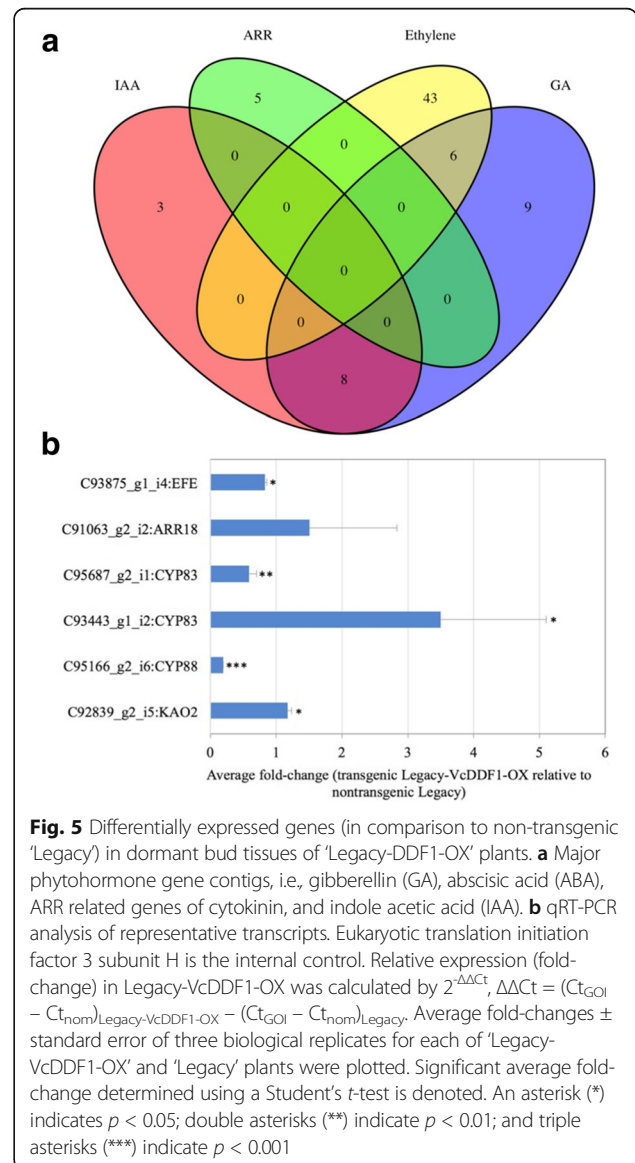 a
ARR
Ethylene
IAA
GA
5
43
0
0
6
3
0
0
9
0
0
0
0
0
8
b
C93875_g1_i4:EFE
*
C91063_g2_i2:ARR18
C95687_g2_i1:CYP83
**
C93443_g1_i2:CYP83
*
C95166_g2_i6:CYP88
***
C92839_g2_i5:KAO2
*
0 1 2 3 4 5 6
Average fold-change (transgenic Legacy-VcDDF1-OX relative to
nontransgenic Legacy)
Fig. 5 Differentially expressed genes (in comparison to non-transgenic
'Legacy') in dormant bud tissues of 'Legacy-DDF1-OX' plants. a Major
phytohormone gene contigs, i.e., gibberellin (GA), abscisic acid (ABA),
ARR related genes of cytokinin, and indole acetic acid (IAA). b qRT-PCR
analysis of representative transcripts. Eukaryotic translation initiation
factor 3 subunit H is the internal control. Relative expression (fold-
change) in Legacy-VcDDF1-OX was calculated by 2-ΔΔCt, ΔΔCt = (CtGOI
– Ctnom)Legacy-VcDDF1-OX – (CtGOI – Ctnom)Legacy. Average fold-changes ±
standard error of three biological replicates for each of 'Legacy-
VcDDF1-OX' and 'Legacy' plants were plotted. Significant average fold-
change determined using a Student's t-test is denoted. An asterisk (*)
indicates p < 0.05; double asterisks (**) indicate p < 0.01; and triple
asterisks (***) indicate p < 0.001